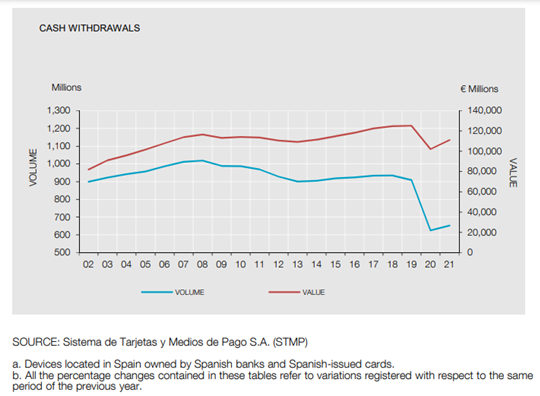 CASH WITHDRAWALS
Millions
€ Millions
1,300
140,000
1,200
120,000
1,100
100,000
1,000
80,000
900
60,000
800
40,000
700
20,000
600
0
500
VOLUME
VALUE
02 03 04 05 06 07 08 09 10 11 12 13 14 15 16 17 18 19 20 21
VOLUME
VALUE
SOURCE: Sistema de Tarjetas y Medios de Pago S.A. (STMP)
a. Devices located in Spain owned by Spanish banks and Spanish-issued cards.
b. All the percentage changes contained in these tables refer to variations registered with respect to the same
period of the previous year.